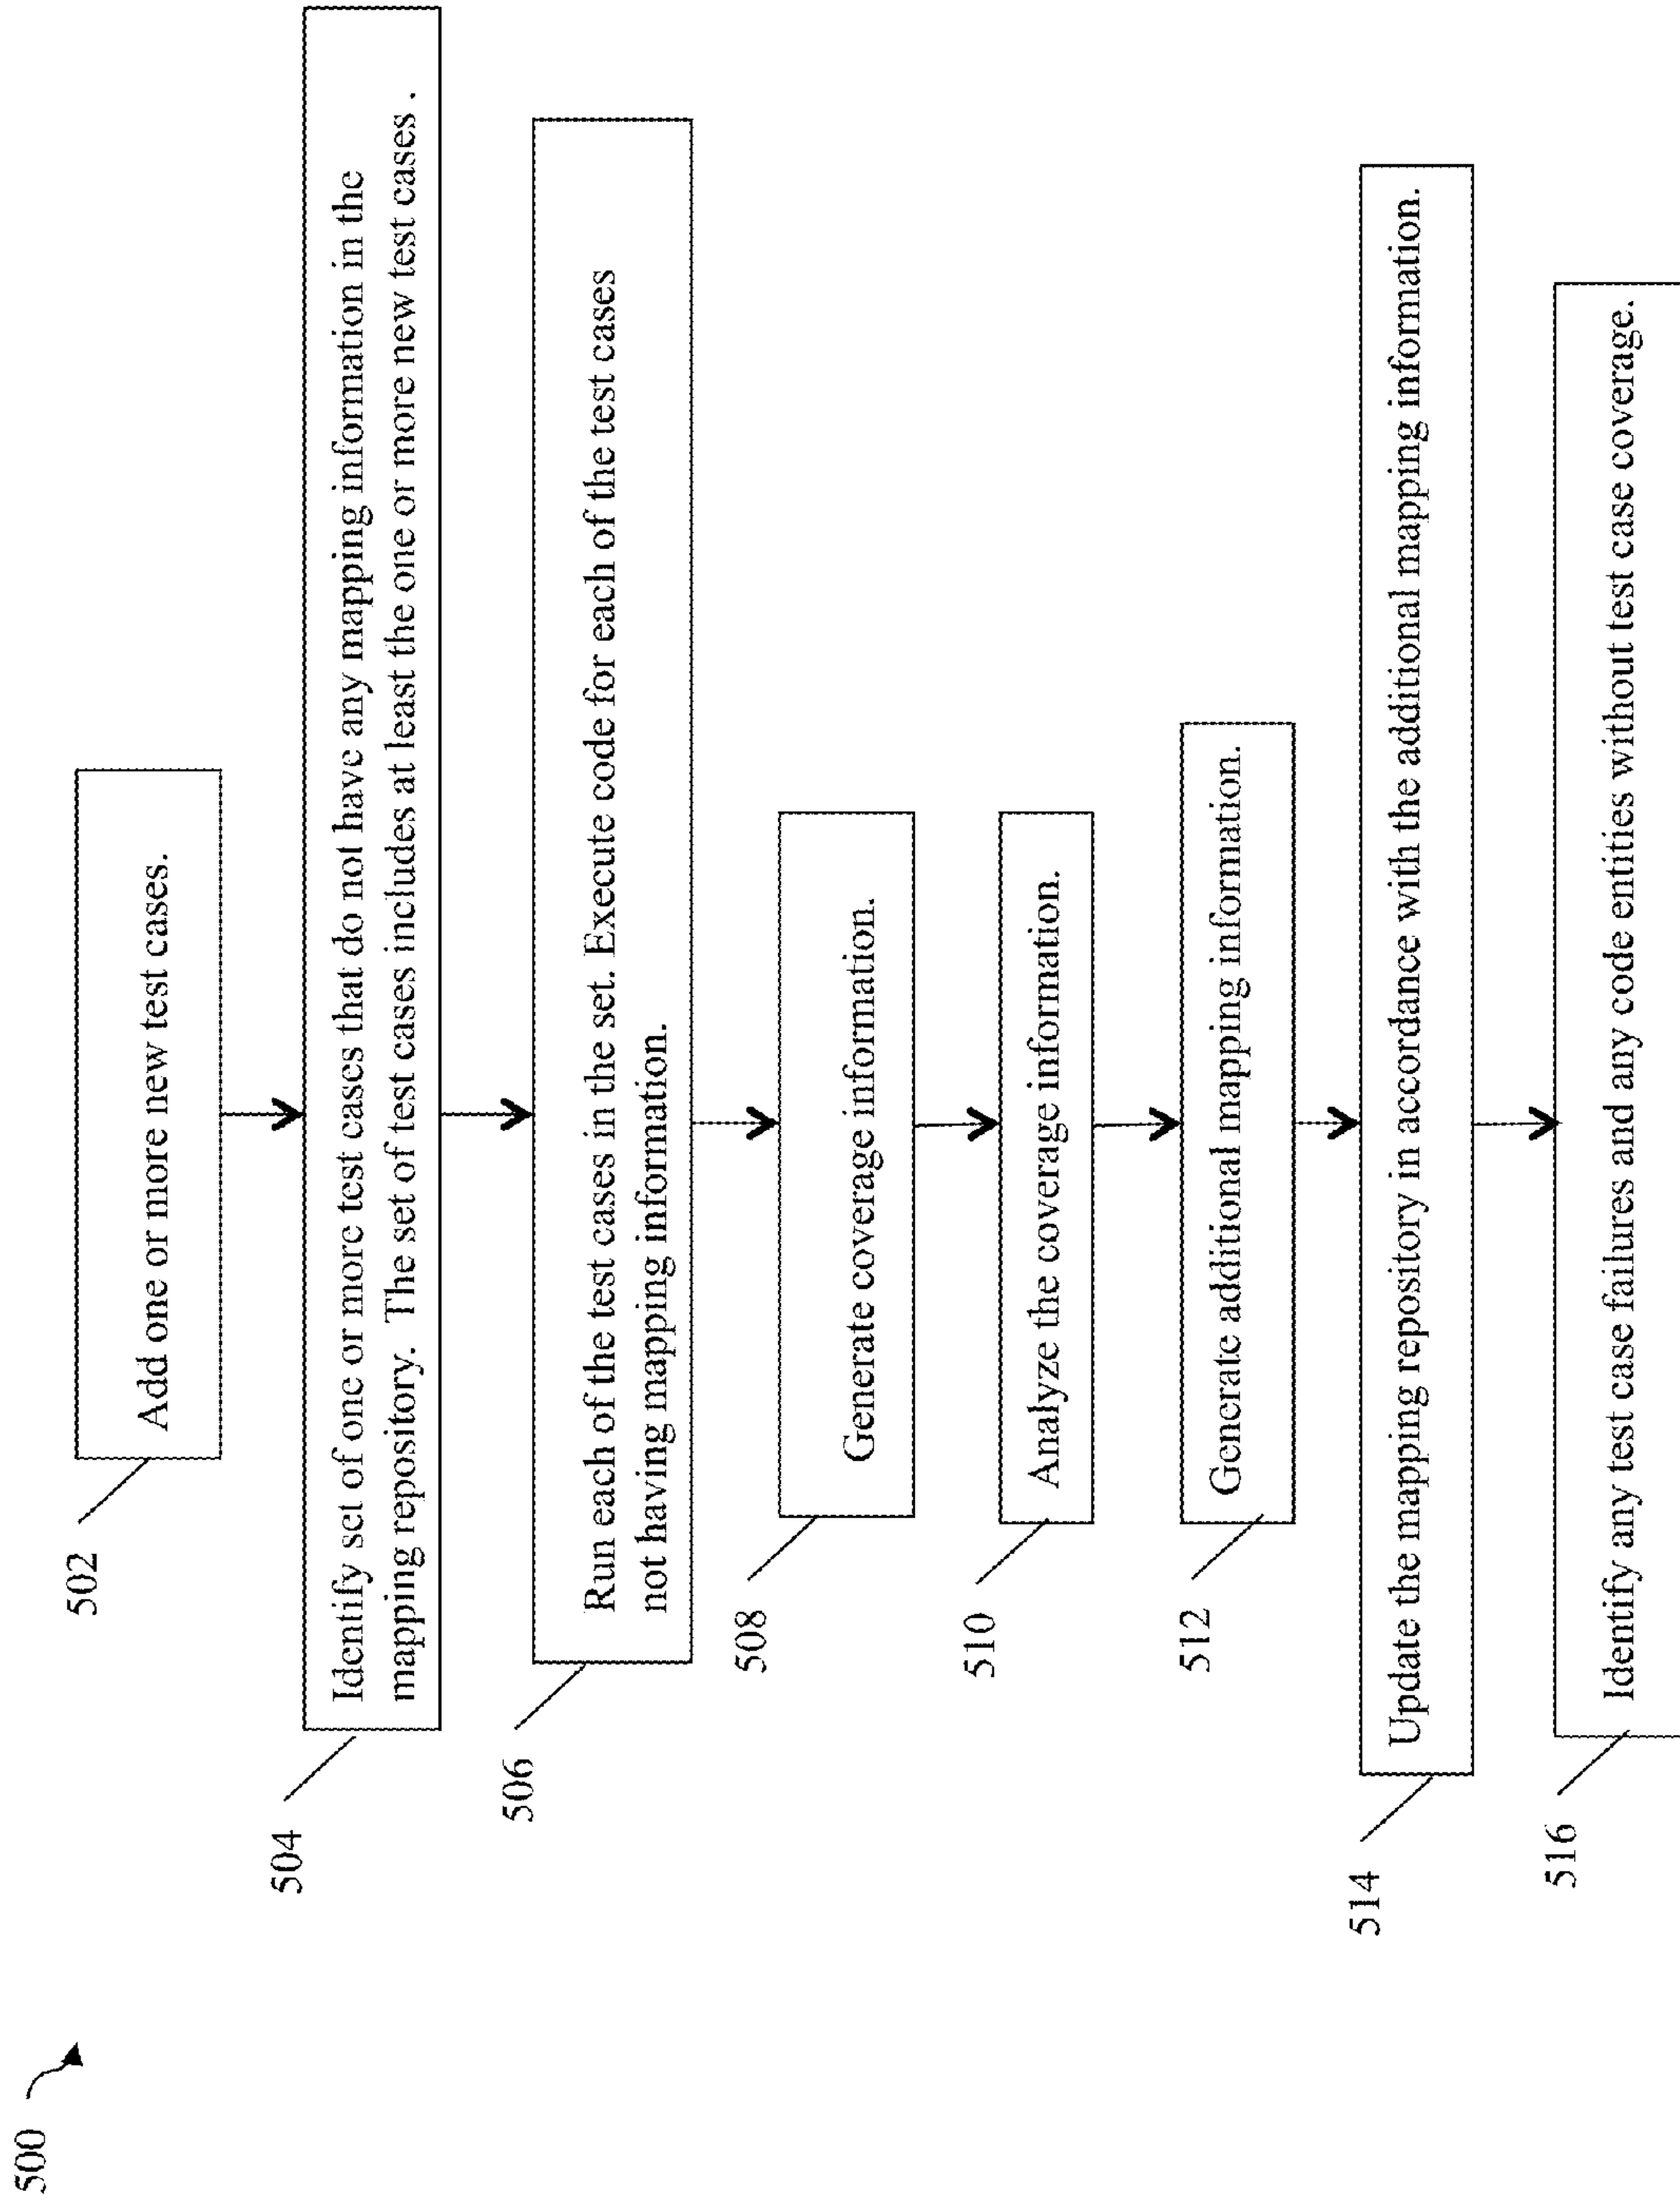 500
502
Add one or more new test cases.
504
Identify set of one or more test cases that do not have any mapping information in the
mapping repository. The set of test cases includes at least the one or more new test cases .
506
Run each of the test cases in the set. Execute code for each of the test cases
not having mapping information.
508
Generate coverage information.
510
Analyze the coverage information.
512
Generate additional mapping information.
514
Update the mapping repository in accordance with the additional mapping information.
516
Identify any test case failures and any code entities without test case coverage.